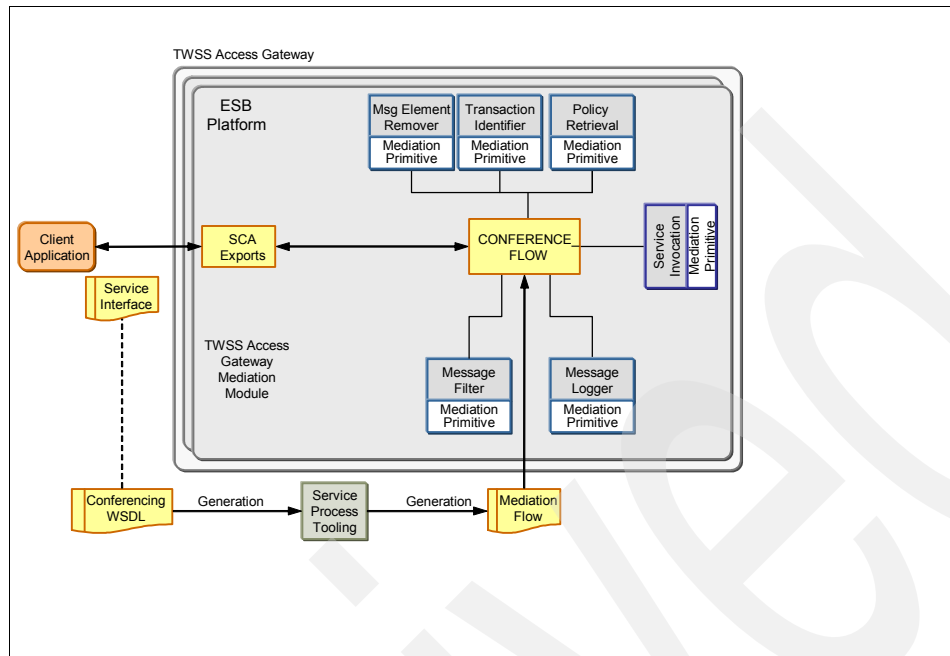 TWSS Access Gateway
ESB
Platform
Msg Element
Remover
Mediation
Primitive
Transaction
Identifier
Mediation
Primitive
Policy
Retrieval
Mediation
Primitive
Client
Application
SCA
Exports
CONFERENCE
FLOW
Service
Invocation
Mediation
Primitive
Service
Interface
TWSS Access
Gateway
Mediation
Module
Message
Filter
Mediation
Primitive
Message
Logger
Mediation
Primitive
Conferencing
WSDL
Generation
Service
Process
Tooling
Generation
Mediation
Flow
ived